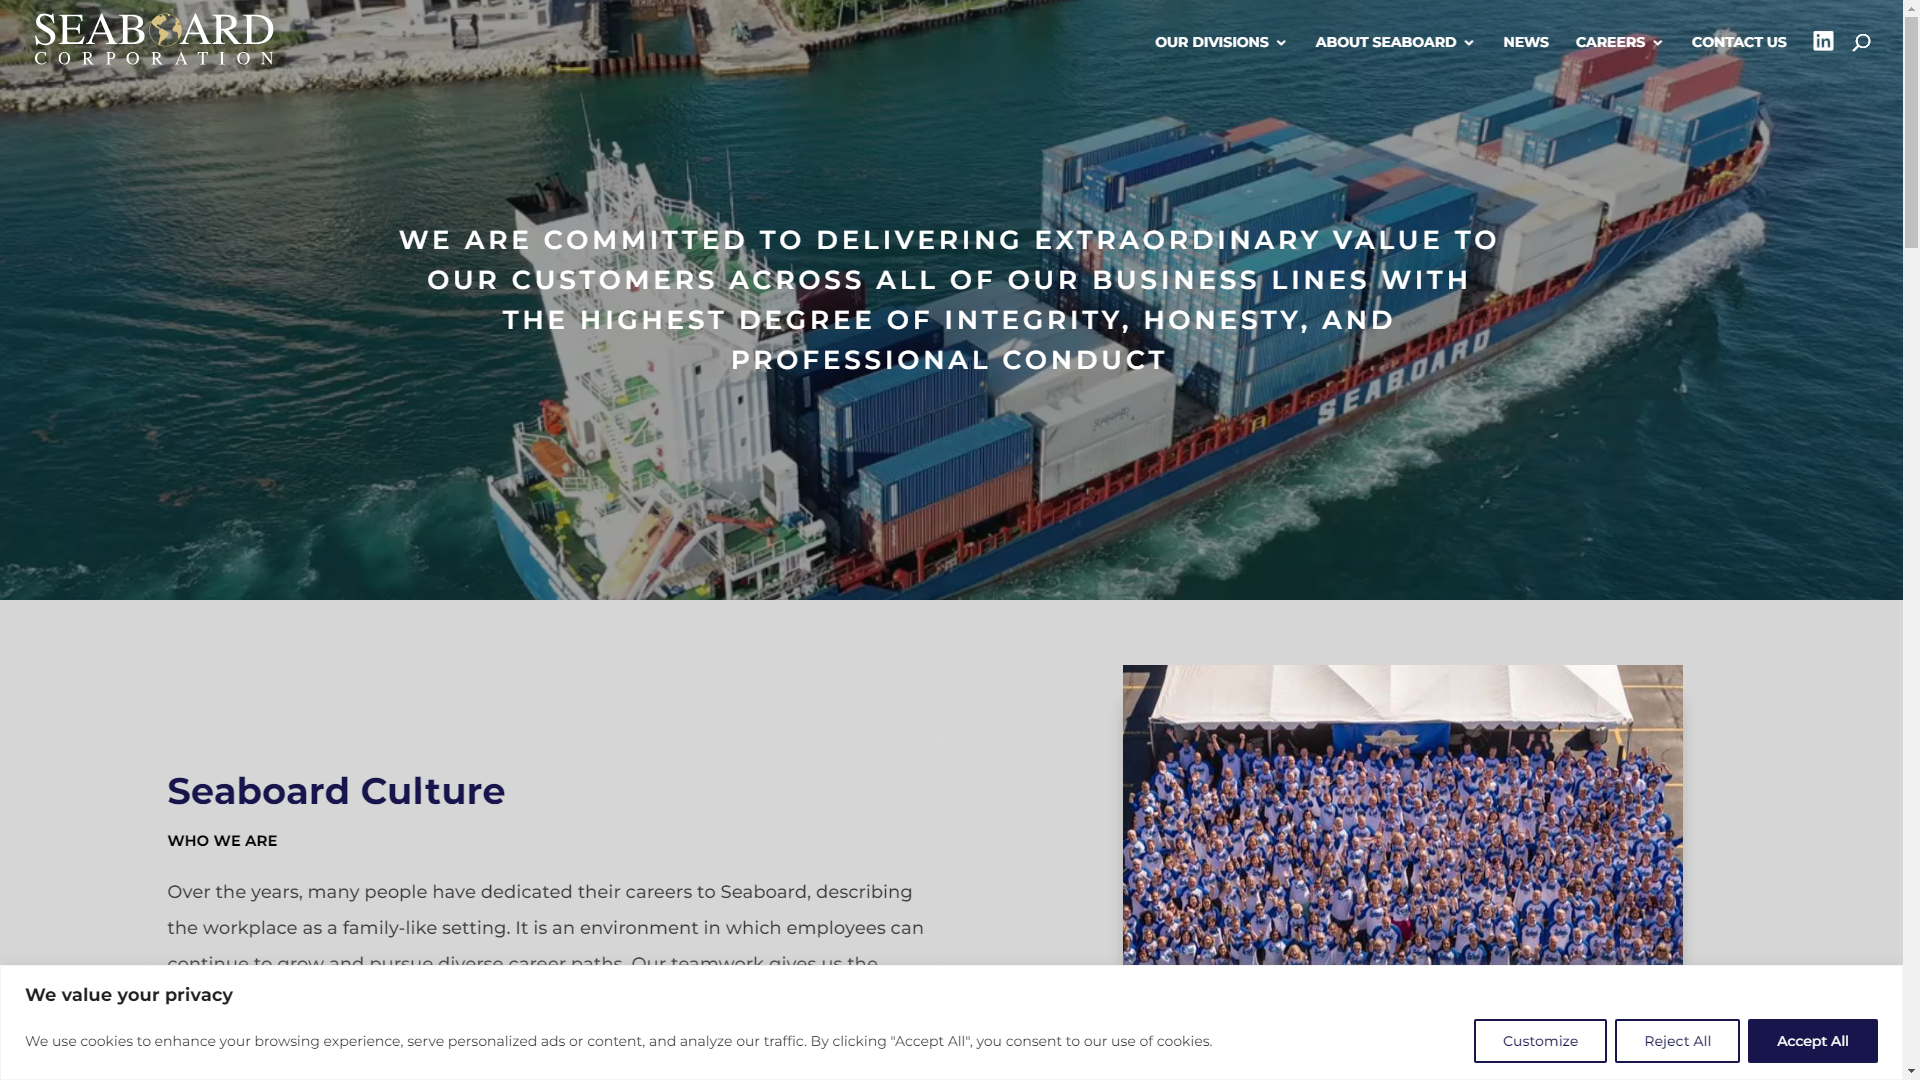 SEABOARD
CORPORATION
OUR DIVISIONS
ABOUT SEABOARD
NEWS
CAREERS
CONTACT US
in
WE ARE COMMITTED TO DELIVERING EXTRAORDINARY VALUE TO
OUR CUSTOMERS ACROSS ALL OF OUR BUSINESS LINES WITH
THE HIGHEST DEGREE OF INTEGRITY, HONESTY, AND
PROFESSIONAL CONDUCT
SEABOARD
Seaboard Culture
WHO WE ARE
Over the years, many people have dedicated their careers to Seaboard, describing
the workplace as a family-like setting. It is an environment in which employees can
continue to grow and pursue diverse career paths. Our teamwork gives us the
We value your privacy
We use cookies to enhance your browsing experience, serve personalized ads or content, and analyze our traffic. By clicking "Accept All", you consent to our use of cookies.
Customize
Reject All
Accept All